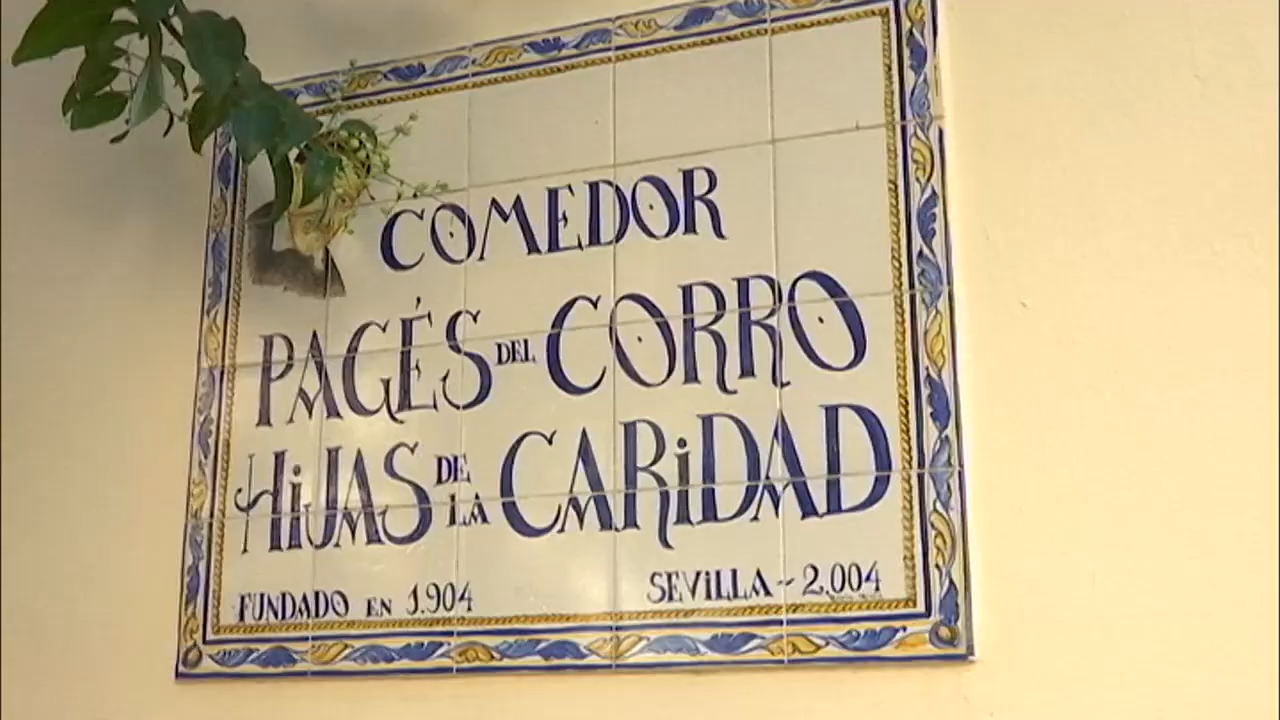 COMEDOR
PAGÉS DEL CORRO
HiJAS DE LA CARiDAD
FUNDADO EN 1.904
SEViLLA - 2.004